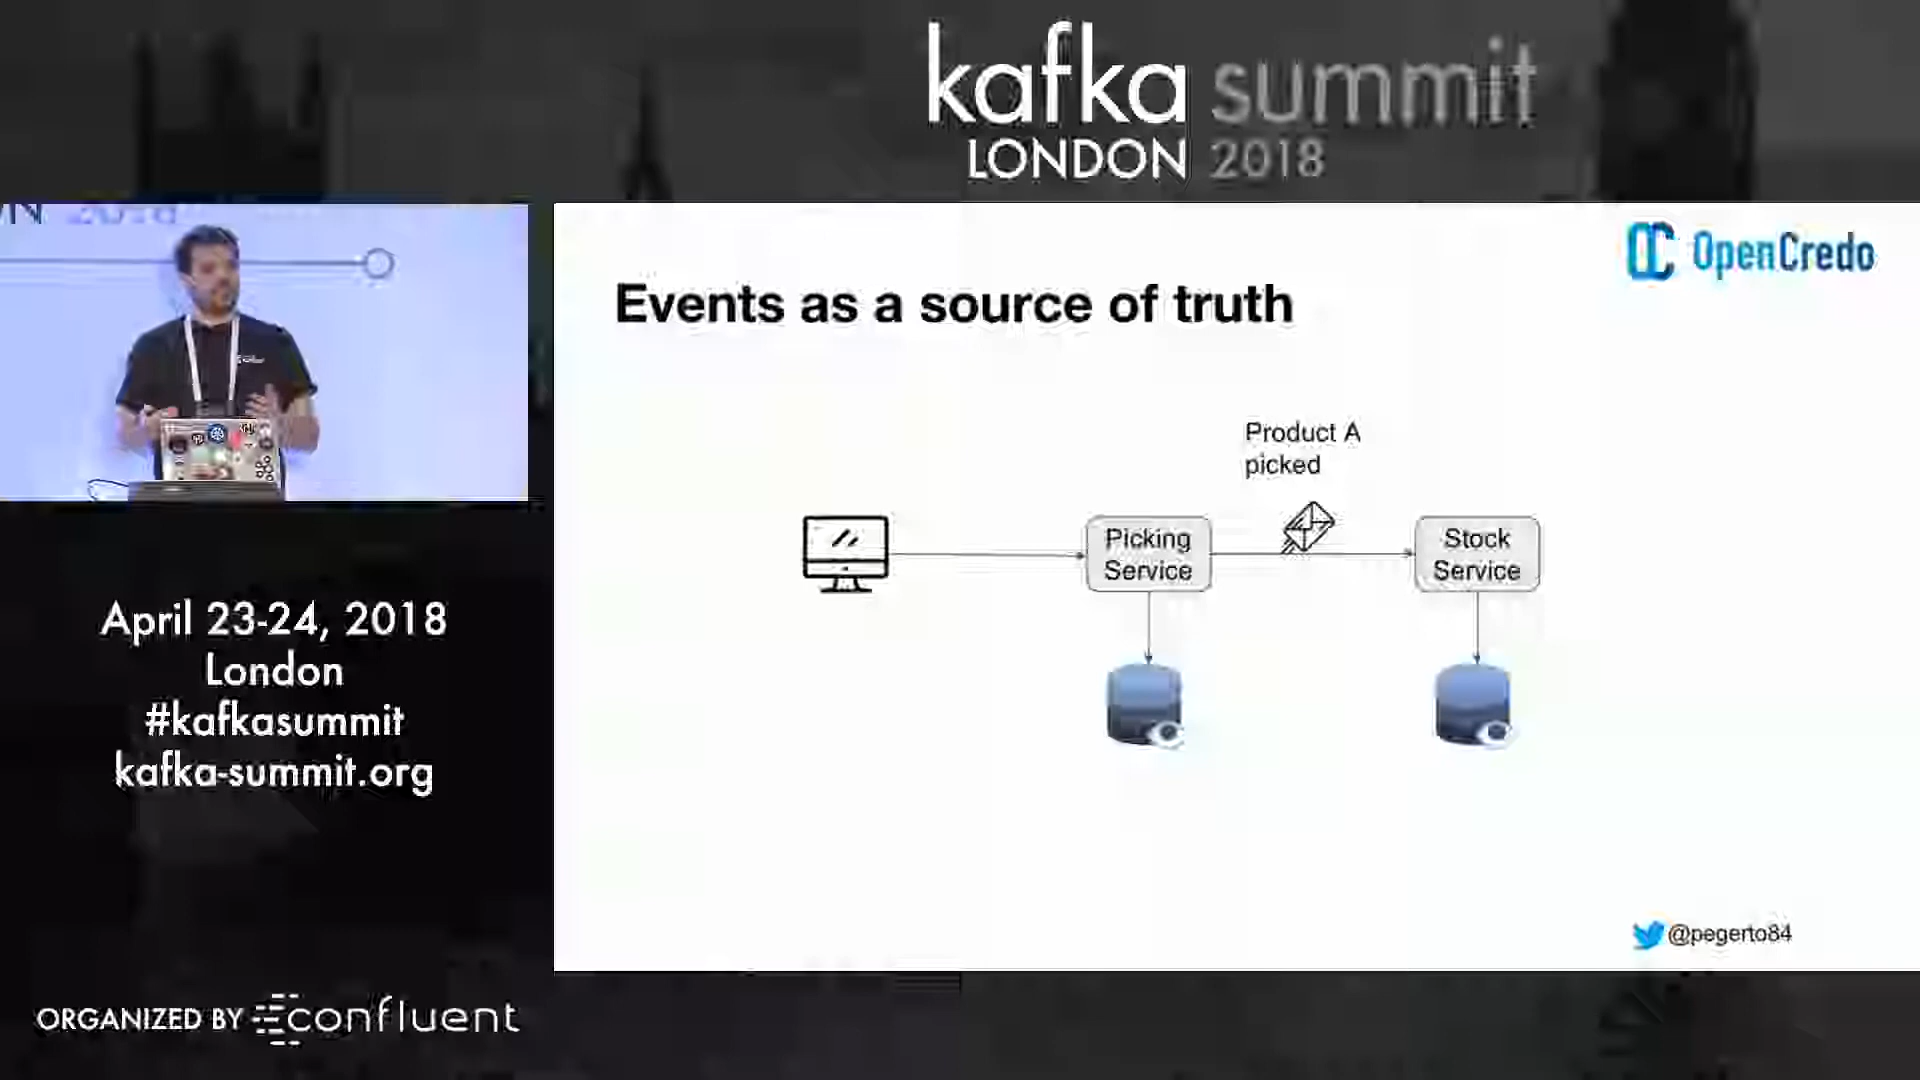 kafka summit
LONDON 2018
N 2018
OpenCredo
Events as a source of truth
Product A
picked
Picking
Service
Stock
Service
@pegerto84
April 23-24, 2018
London
#kafkasummit
kafka-summit.org
ORGANIZED BY confluent